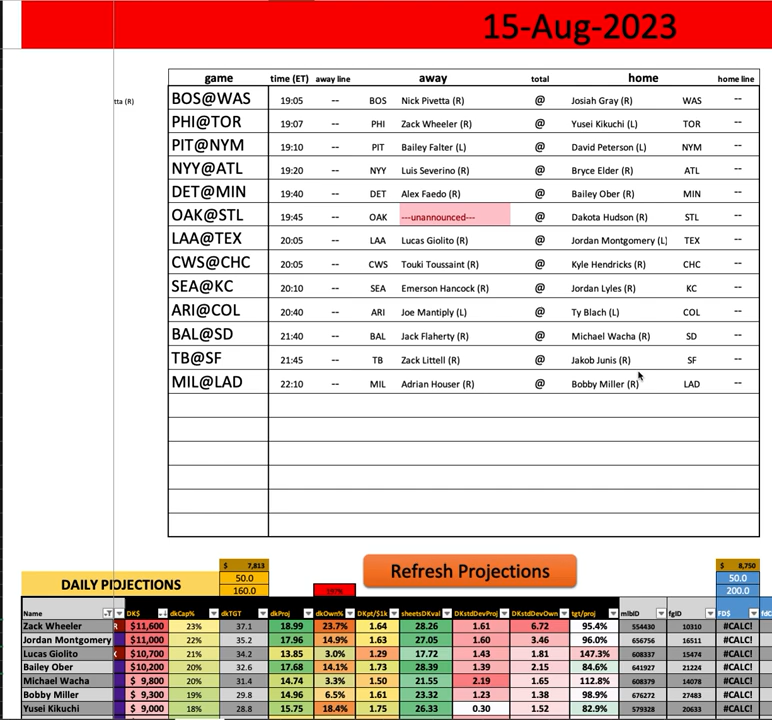 15-Aug-2023
game time (ET) away line away total home home line
tta (R)
BOS@WAS 19:05 -- BOS Nick Pivetta (R) @ Josiah Gray (R) WAS --
PHI@TOR 19:07 -- PHI Zack Wheeler (R) @ Yusei Kikuchi (L) TOR --
PIT@NYM 19:10 -- PIT Bailey Falter (L) @ David Peterson (L) NYM --
NYY@ATL 19:20 -- NYY Luis Severino (R) @ Bryce Elder (R) ATL --
DET@MIN 19:40 -- DET Alex Faedo (R) @ Bailey Ober (R) MIN --
OAK@STL 19:45 -- OAK ---unannounced--- @ Dakota Hudson (R) STL --
LAA@TEX 20:05 -- LAA Lucas Giolito (R) @ Jordan Montgomery (L) TEX --
CWS@CHC 20:05 -- CWS Touki Toussaint (R) @ Kyle Hendricks (R) CHC --
SEA@KC 20:10 -- SEA Emerson Hancock (R) @ Jordan Lyles (R) KC --
ARI@COL 20:40 -- ARI Joe Mantiply (L) @ Ty Blach (L) COL --
BAL@SD 21:40 -- BAL Jack Flaherty (R) @ Michael Wacha (R) SD --
TB@SF 21:45 -- TB Zack Littell (R) @ Jakob Junis (R) SF --
MIL@LAD 22:10 -- MIL Adrian Houser (R) @ Bobby Miller (R) LAD --
$ 7,813 Refresh Projections $ 8,750
DAILY PROJECTIONS 50.0 50.0
160.0 197% 200.0
Name DK$ dkCap% dkTGT dkProj dkOwn% DKpt/$1k sheetsDKval DKstdDevProj DKstdDevOwn tgt/proj mlbID fgID FD$
Zack Wheeler R $11,600 23% 37.1 18.99 23.7% 1.64 28.26 1.61 6.72 95.4% 554430 10310 #CALC!
Jordan Montgomery $11,000 22% 35.2 17.96 14.9% 1.63 27.05 1.60 3.46 96.0% 656756 16511 #CALC!
Lucas Giolito $10,700 21% 34.2 13.85 3.0% 1.29 17.72 1.43 1.81 147.3% 608337 15474 #CALC!
Bailey Ober $10,200 20% 32.6 17.68 14.1% 1.73 28.39 1.39 2.15 84.6% 641927 21224 #CALC!
Michael Wacha $ 9,800 20% 31.4 14.74 3.3% 1.50 21.55 2.19 1.65 112.8% 608379 14078 #CALC!
Bobby Miller $ 9,300 19% 29.8 14.96 6.5% 1.61 23.32 1.23 1.38 98.9% 676272 27483 #CALC!
Yusei Kikuchi $ 9,000 18% 28.8 15.75 18.4% 1.75 26.33 0.30 1.52 82.9% 579328 20633 #CALC!